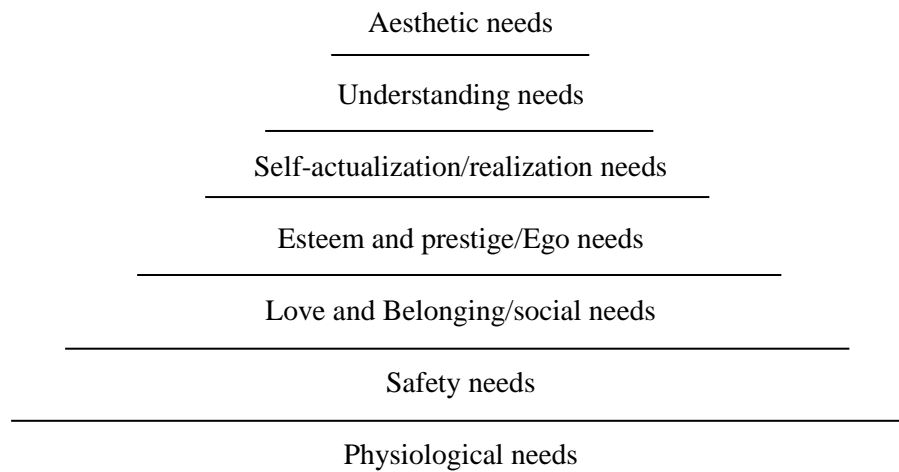 Aesthetic needs
Understanding needs
Self-actualization/realization needs
Esteem and prestige/Ego needs
Love and Belonging/social needs
Safety needs
Physiological needs